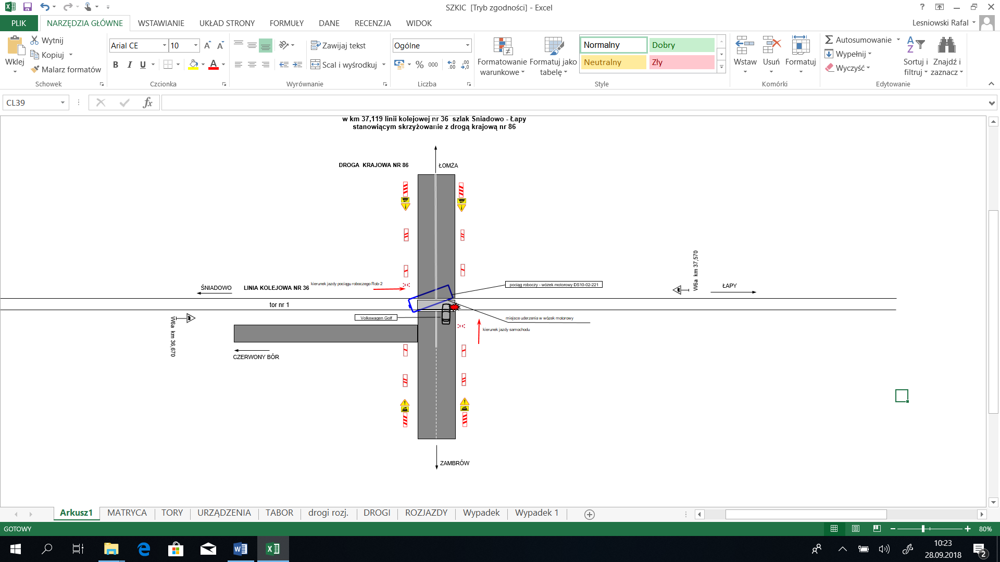 SZKIC  [Tryb zgodności] - Excel
PLIK
NARZĘDZIA GŁÓWNE
WSTAWIANIE
UKŁAD STRONY
FORMUŁY
DANE
RECENZJA
WIDOK
Lesniowski Rafal
Wklej
Wytnij
Kopiuj
Malarz formatów
Schowek
Arial CE
10
B I U
Czcionka
Zawijaj tekst
Scal i wyśrodkuj
Wyrównanie
Ogólne
% 000
Liczba
Formatowanie warunkowe
Formatuj jako tabelę
Normalny
Dobry
Neutralny
Zły
Style
Wstaw
Usuń
Formatuj
Komórki
Autosumowanie
Wypełnij
Wyczyść
Sortuj i filtruj
Znajdź i zaznacz
Edytowanie
CL39
w km 37,119 linii kolejowej nr 36  szlak Śniadowo - Łapy
stanowiącym skrzyżowanie z drogą krajową nr 86
DROGA  KRAJOWA NR 86
ŁOMŻA
W6a  km 37,570
kierunek jazdy pociągu roboczego Rob-2
pociąg roboczy - wózek motorowy DS10-02-221
ŚNIADOWO
LINIA KOLEJOWA NR 36
ŁAPY
tor nr 1
Volkswagen Golf
miejsce uderzenia w wózek motorowy
kierunek jazdy samochodu
W6a  km 36,670
CZERWONY BÓR
ZAMBRÓW
Arkusz1
MATRYCA
TORY
URZĄDZENIA
TABOR
drogi rozj.
DROGI
ROZJAZDY
Wypadek
Wypadek 1
GOTOWY
80%
10:23
28.09.2018
2